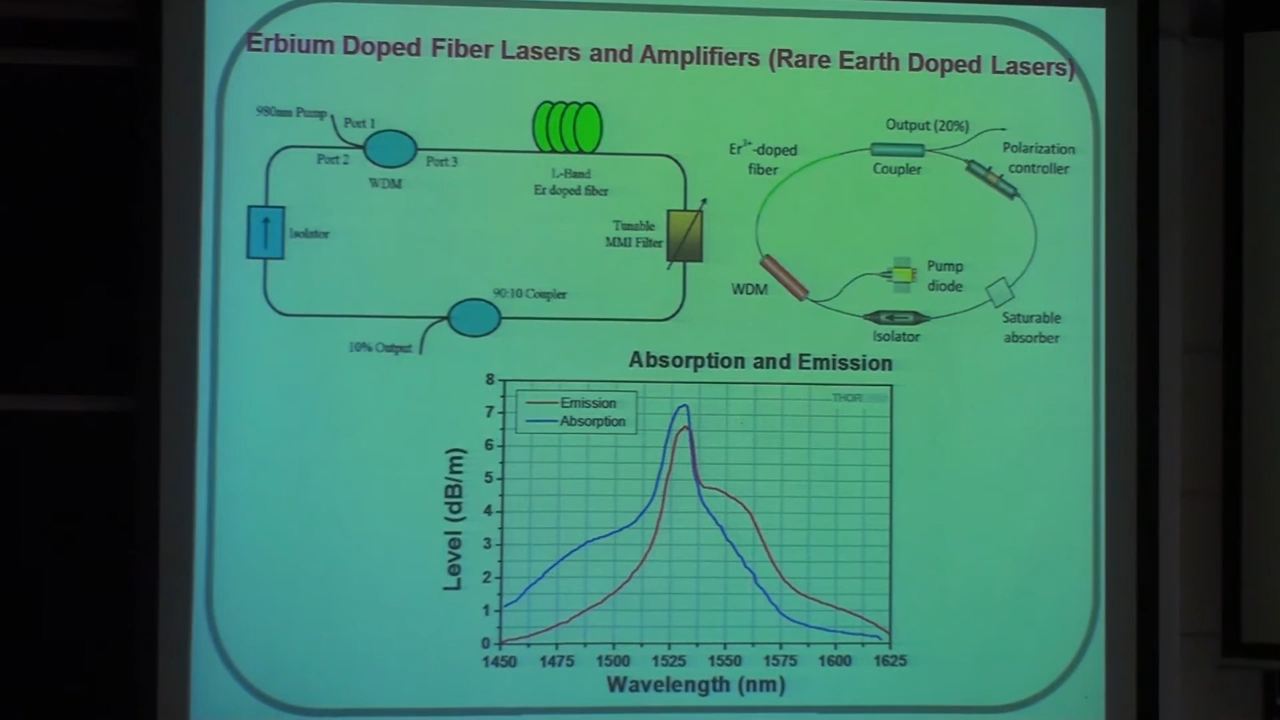 Erbium Doped Fiber Lasers and Amplifiers (Rare Earth Doped Lasers)
980nm Pump
Port 1
Port 2
Port 3
WDM
L-Band
Er doped fiber
Isolator
Tunable
MMI Filter
90:10 Coupler
10% Output
Output (20%)
Er³⁺-doped
fiber
Coupler
Polarization
controller
WDM
Pump
diode
Isolator
Saturable
absorber
Absorption and Emission
Emission
Absorption
THOR
Level (dB/m)
8
7
6
5
4
3
2
1
0
1450 1475 1500 1525 1550 1575 1600 1625
Wavelength (nm)